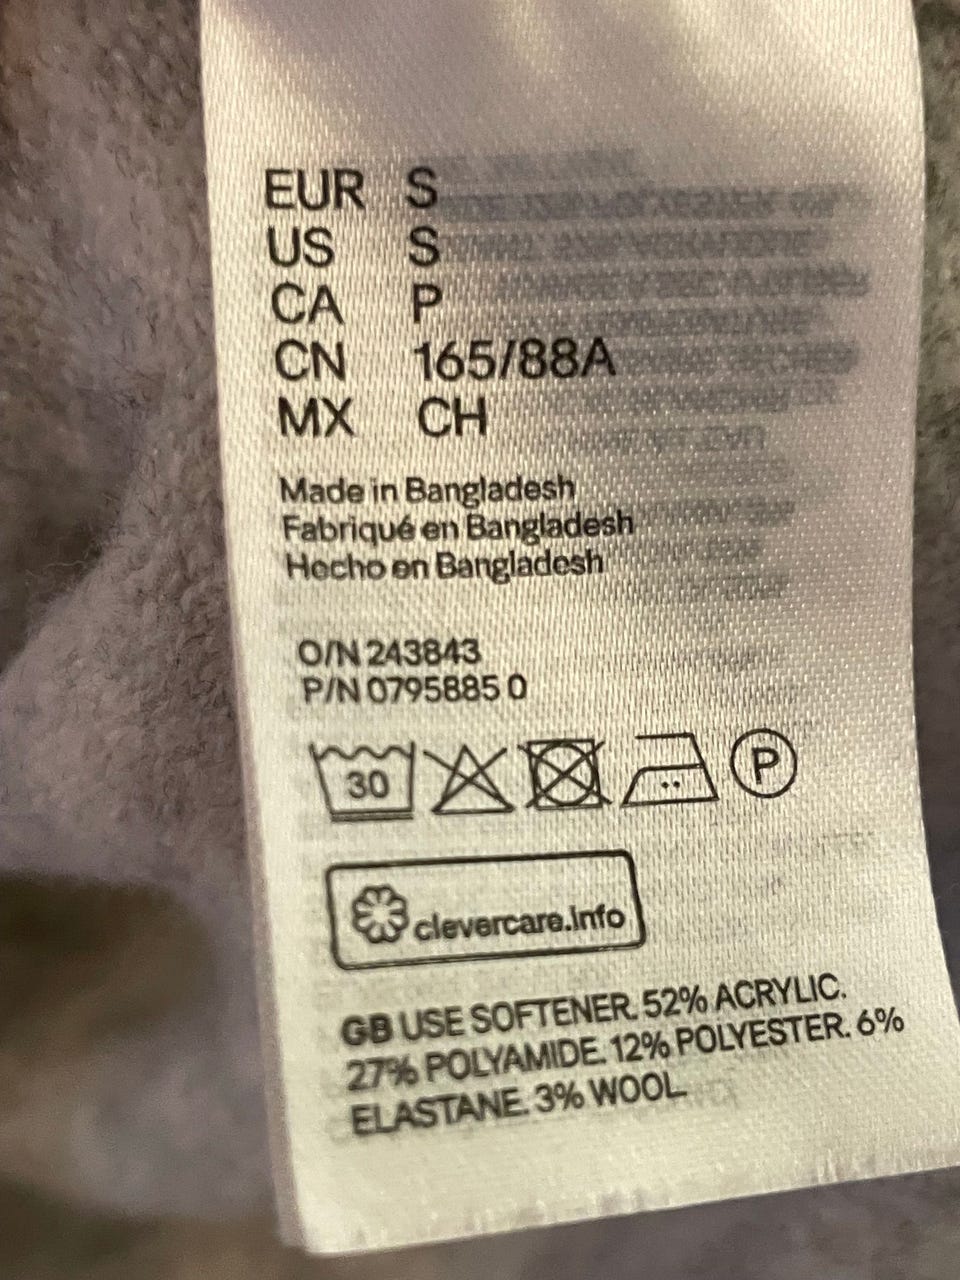 EUR S
US S
CA P
CN 165/88A
MX CH
Made in Bangladesh
Fabriqué en Bangladesh
Hecho en Bangladesh
O/N 243843
P/N 0795885 0
30 P
clevercare.info
GB USE SOFTENER. 52% ACRYLIC.
27% POLYAMIDE. 12% POLYESTER. 6%
ELASTANE. 3% WOOL